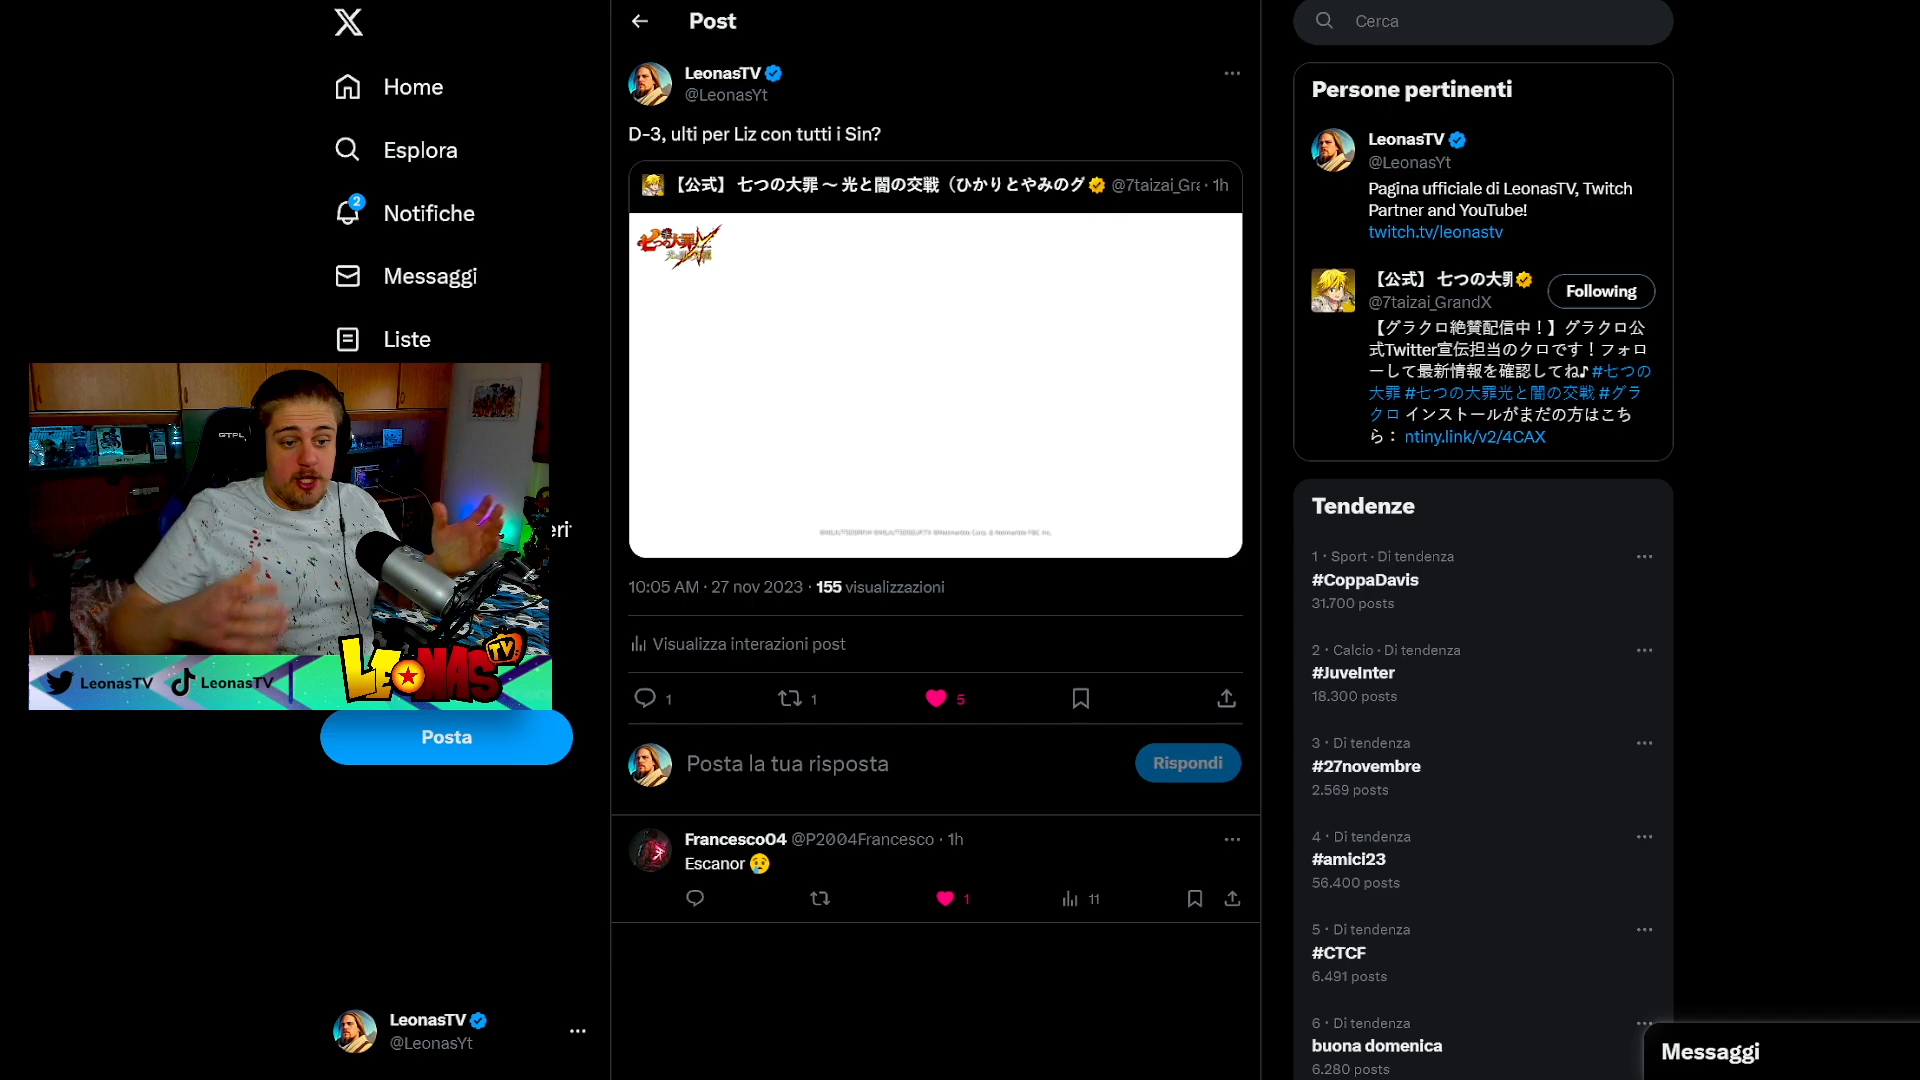 Home
Esplora
2
Notifiche
Messaggi
Liste
GTPL
LEONAS TV
LeonasTV
LeonasTV
Posta
LeonasTV
@LeonasYt
Post
LeonasTV
@LeonasYt
D-3, ulti per Liz con tutti i Sin?
【公式】 七つの大罪 ～ 光と闇の交戦（ひかりとやみのグ @7taizai_Gra · 1h
七つの大罪
10:05 AM · 27 nov 2023 · 155 visualizzazioni
Visualizza interazioni post
1
1
5
Posta la tua risposta
Rispondi
Francesco04 @P2004Francesco · 1h
Escanor
1
11
Cerca
Persone pertinenti
LeonasTV
@LeonasYt
Pagina ufficiale di LeonasTV, Twitch
Partner and YouTube!
twitch.tv/leonastv
【公式】 七つの大罪
@7taizai_GrandX
Following
【グラクロ絶賛配信中！】グラクロ公
式Twitter宣伝担当のクロです！フォロ
ーして最新情報を確認してね♪ #七つの
大罪 #七つの大罪光と闇の交戦 #グラ
クロ インストールがまだの方はこち
ら： ntiny.link/v2/4CAX
Tendenze
1 · Sport · Di tendenza
#CoppaDavis
31.700 posts
2 · Calcio · Di tendenza
#JuveInter
18.300 posts
3 · Di tendenza
#27novembre
2.569 posts
4 · Di tendenza
#amici23
56.400 posts
5 · Di tendenza
#CTCF
6.491 posts
6 · Di tendenza
buona domenica
6.280 posts
Messaggi